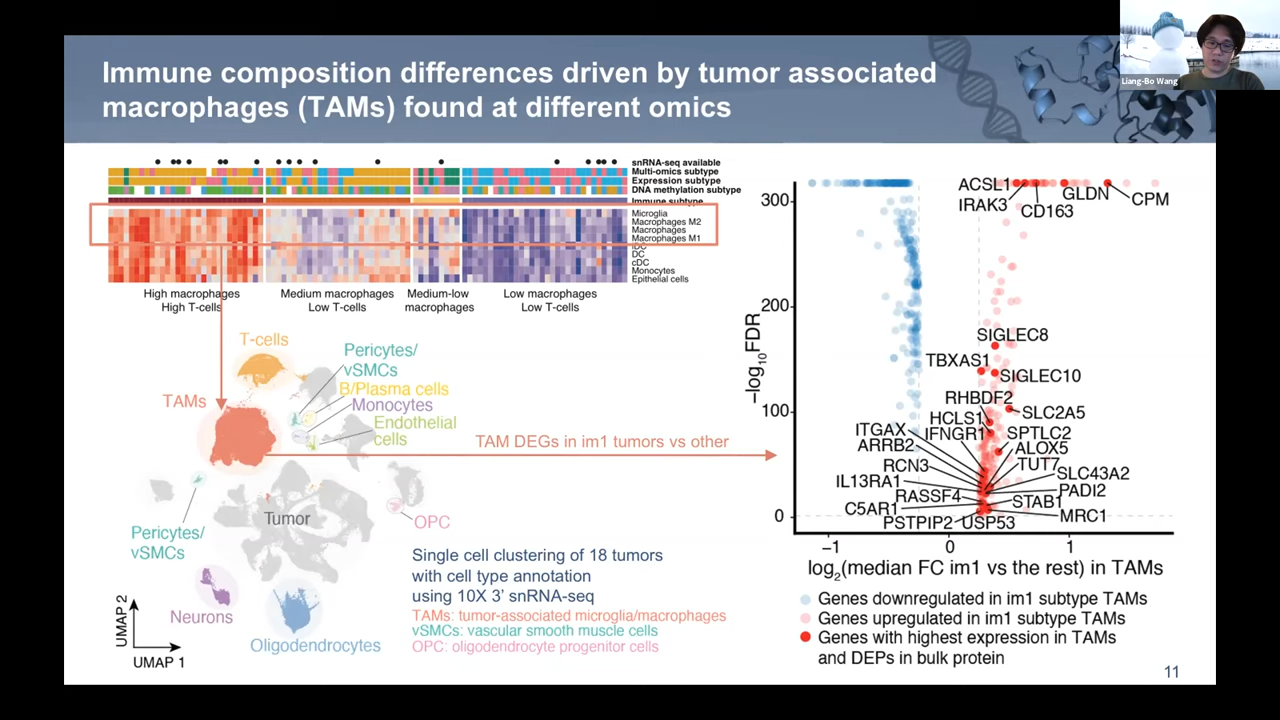 Liang-Bo Wang
Immune composition differences driven by tumor associated
macrophages (TAMs) found at different omics
snRNA-seq available
Multi-omics subtype
Expression subtype
DNA methylation subtype
Immune subtype
Microglia
Macrophages M2
Macrophages
Macrophages M1
iDC
DC
cDC
Monocytes
Epithelial cells
High macrophages
High T-cells
Medium macrophages
Low T-cells
Medium-low
macrophages
Low macrophages
Low T-cells
T-cells
Pericytes/
vSMCs
B/Plasma cells
Monocytes
Endothelial
cells
TAMs
TAM DEGs in im1 tumors vs other
Tumor
OPC
Pericytes/
vSMCs
Neurons
Oligodendrocytes
UMAP 2
UMAP 1
Single cell clustering of 18 tumors
with cell type annotation
using 10X 3' snRNA-seq
TAMs: tumor-associated microglia/macrophages
vSMCs: vascular smooth muscle cells
OPC: oligodendrocyte progenitor cells
−log10FDR
300
200
100
0
ACSL1
IRAK3
CD163
GLDN
CPM
SIGLEC8
TBXAS1
SIGLEC10
RHBDF2
HCLS1
SLC2A5
ITGAX
IFNGR1
SPTLC2
ARRB2
ALOX5
RCN3
TUT7
SLC43A2
IL13RA1
PADI2
RASSF4
STAB1
C5AR1
MRC1
PSTPIP2
USP53
−1
0
1
log2(median FC im1 vs the rest) in TAMs
Genes downregulated in im1 subtype TAMs
Genes upregulated in im1 subtype TAMs
Genes with highest expression in TAMs
and DEPs in bulk protein
11